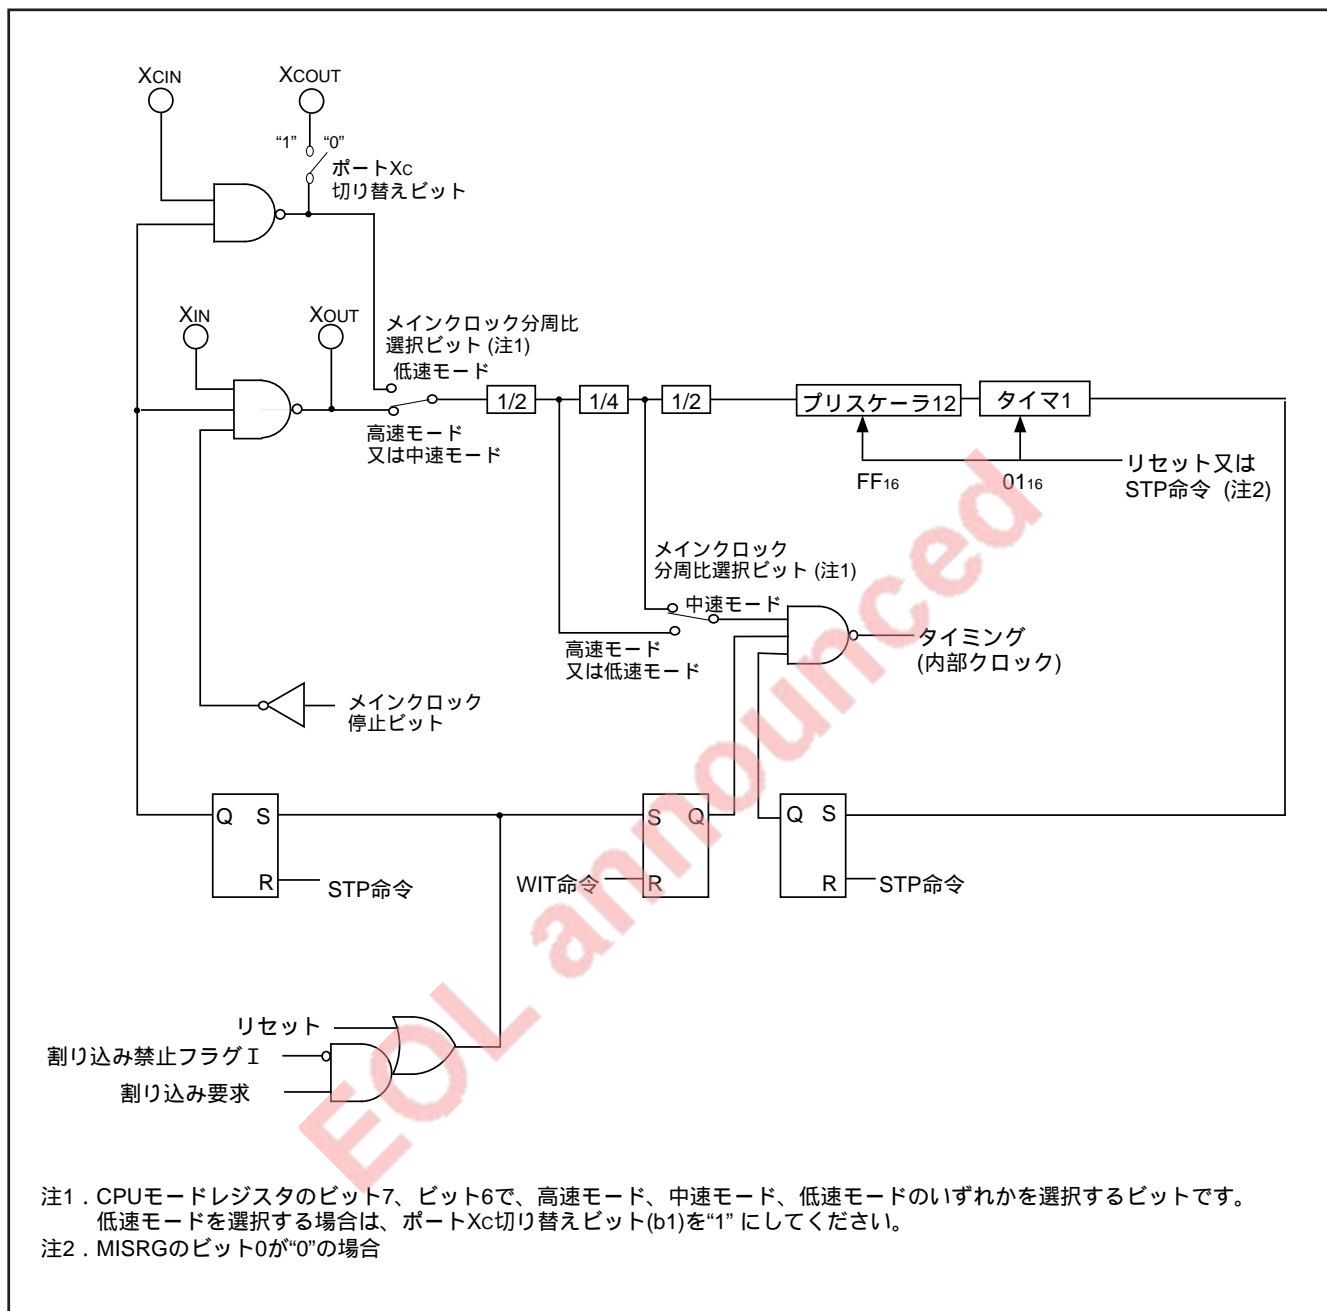 XCIN
XCOUT
“1” “0”
ポートXC
切り替えビット
XIN
XOUT
メインクロック分周比
選択ビット (注1)
低速モード
1/2
1/4
1/2
プリスケーラ12
タイマ1
高速モード
又は中速モード
FF16
0116
リセット又は
STP命令 (注2)
メインクロック
分周比選択ビット (注1)
中速モード
高速モード
又は低速モード
タイミング
(内部クロック)
メインクロック
停止ビット
Q S
R
STP命令
S Q
WIT命令
R
Q S
R
STP命令
リセット
割り込み禁止フラグ I
割り込み要求
EOL announced
注1．CPUモードレジスタのビット7、ビット6で、高速モード、中速モード、低速モードのいずれかを選択するビットです。
低速モードを選択する場合は、ポートXC切り替えビット(b1)を“1” にしてください。
注2．MISRGのビット0が“0”の場合